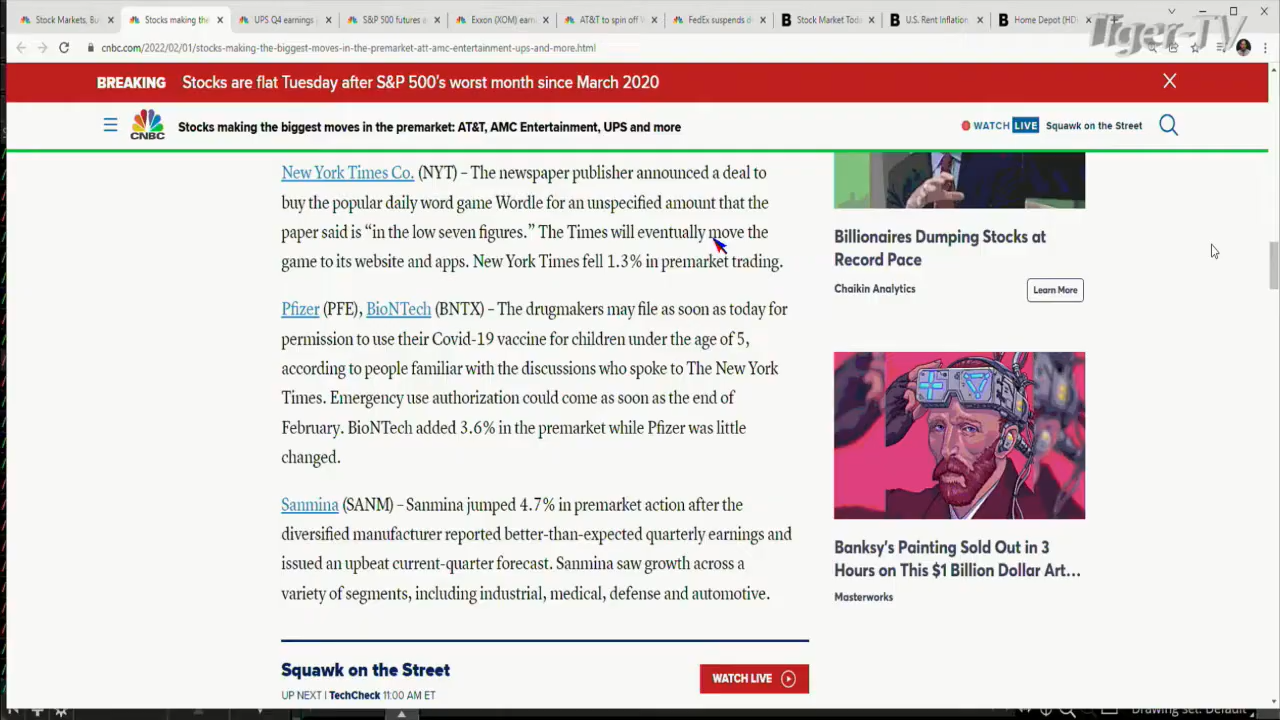 Stock Markets, Bu
Stocks making the
UPS Q4 earnings
S&P 500 futures a
Exxon (XOM) earn
AT&T to spin off W
FedEx suspends d
Stock Market Toda
U.S. Rent Inflation
Home Depot (HD
Tiger-TV
cnbc.com/2022/02/01/stocks-making-the-biggest-moves-in-the-premarket-att-amc-entertainment-ups-and-more.html
BREAKING Stocks are flat Tuesday after S&P 500's worst month since March 2020
CNBC
Stocks making the biggest moves in the premarket: AT&T, AMC Entertainment, UPS and more
WATCH LIVE Squawk on the Street
New York Times Co. (NYT) – The newspaper publisher announced a deal to
buy the popular daily word game Wordle for an unspecified amount that the
paper said is “in the low seven figures.” The Times will eventually move the
game to its website and apps. New York Times fell 1.3% in premarket trading.
Pfizer (PFE), BioNTech (BNTX) – The drugmakers may file as soon as today for
permission to use their Covid-19 vaccine for children under the age of 5,
according to people familiar with the discussions who spoke to The New York
Times. Emergency use authorization could come as soon as the end of
February. BioNTech added 3.6% in the premarket while Pfizer was little
changed.
Sanmina (SANM) – Sanmina jumped 4.7% in premarket action after the
diversified manufacturer reported better-than-expected quarterly earnings and
issued an upbeat current-quarter forecast. Sanmina saw growth across a
variety of segments, including industrial, medical, defense and automotive.
Squawk on the Street
WATCH LIVE
UP NEXT | TechCheck 11:00 AM ET
Billionaires Dumping Stocks at
Record Pace
Chaikin Analytics
Learn More
Banksy's Painting Sold Out in 3
Hours on This $1 Billion Dollar Art…
Masterworks
Drawing set: Default